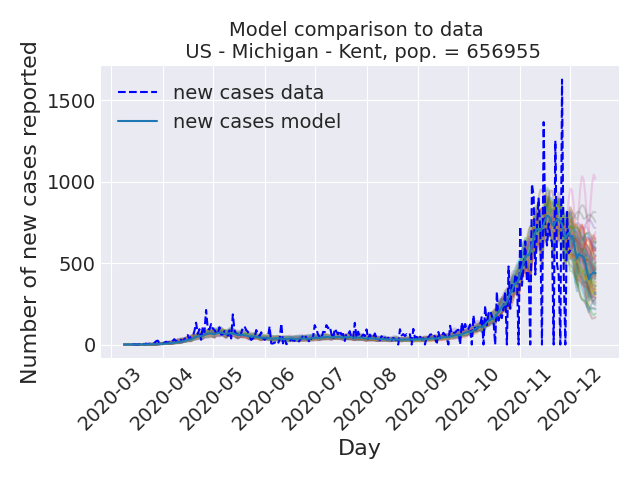 Model comparison to data
US - Michigan - Kent, pop. = 656955
Number of new cases reported
1500
1000
500
0
new cases data
new cases model
2020-03
2020-04
2020-05
2020-06
2020-07
2020-08
2020-09
2020-10
2020-11
2020-12
Day